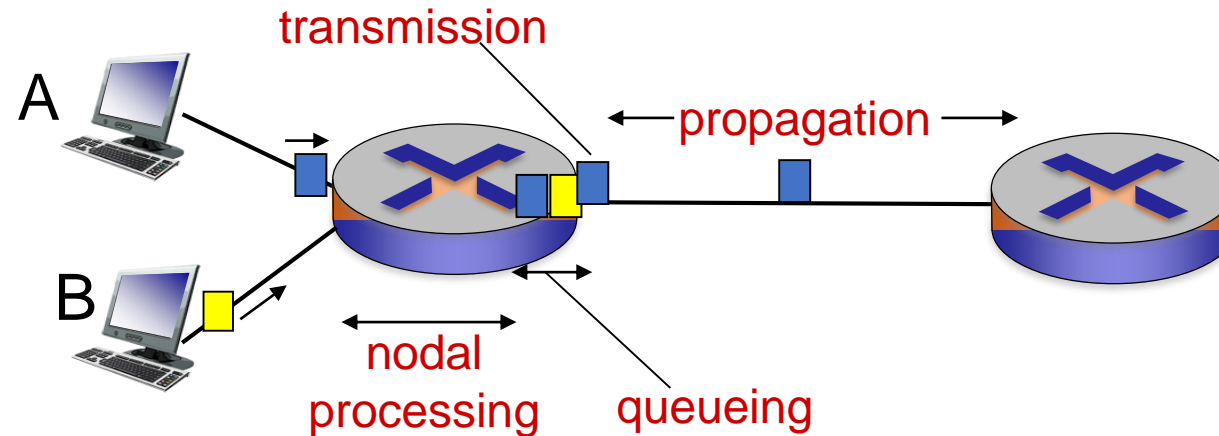 transmission
A
propagation
B
nodal
processing
queueing